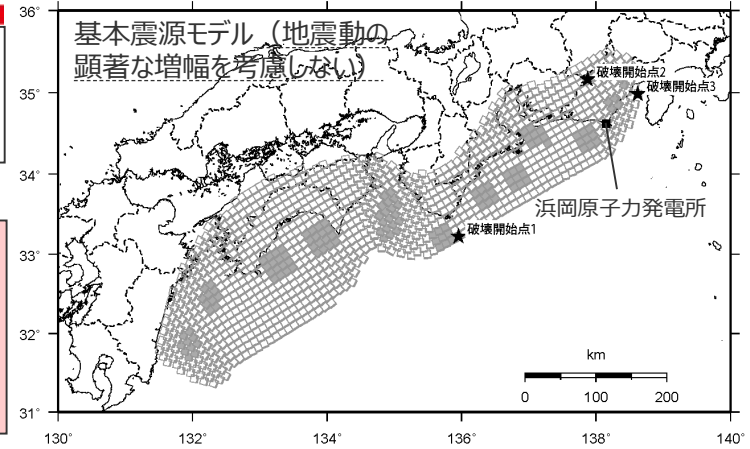 基本震源モデル（地震動の
顕著な増幅を考慮しない）
36°
35°
34°
33°
32°
31°
破壊開始点2
破壊開始点3
浜岡原子力発電所
破壊開始点1
km
0 100 200
130° 132° 134° 136° 138° 140°